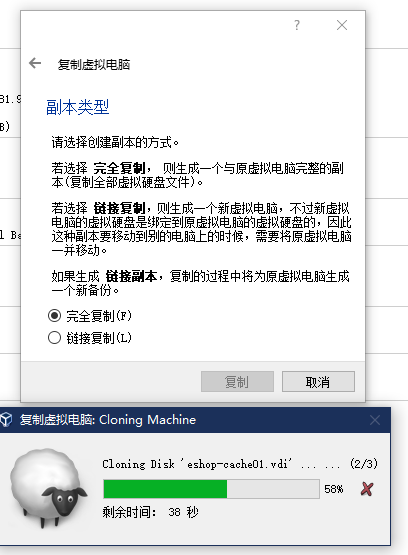 ?
复制虚拟电脑
B1.9
副本类型
B)
请选择创建副本的方式。
若选择 完全复制， 则生成一个与原虚拟电脑完整的副
本(复制全部虚拟硬盘文件)。
若选择 链接复制，则生成一个新虚拟电脑，不过新虚拟
电脑的虚拟硬盘是绑定到原虚拟电脑的虚拟硬盘的，因此
这种副本要移动到别的电脑上的时候，需要将原虚拟电脑
一并移动。
l Ba
如果生成 链接副本，复制的过程中将为原虚拟电脑生成
一个新备份。
完全复制(F)
链接复制(L)
复制
取消
复制虚拟电脑: Cloning Machine
Cloning Disk 'eshop-cache01.vdi' ... ... (2/3)
58%
剩余时间： 38 秒